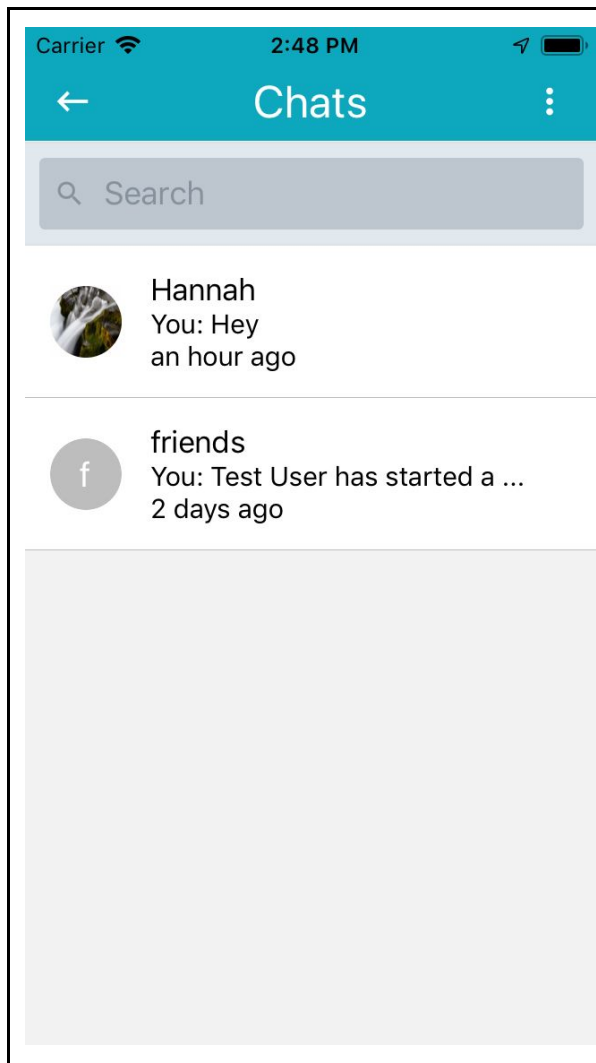 Carrier
2:48 PM
Chats
Search
Hannah
You: Hey
an hour ago
f
friends
You: Test User has started a ...
2 days ago